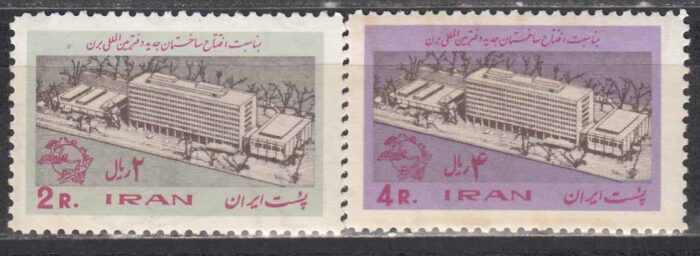 بمناسبت افتتاح ساختمان جدید دفتر بین المللی برن
۲ ریال
2 R. IRAN پست ایران
بمناسبت افتتاح ساختمان جدید دفتر بین المللی برن
۴ ریال
4 R. IRAN پست ایران